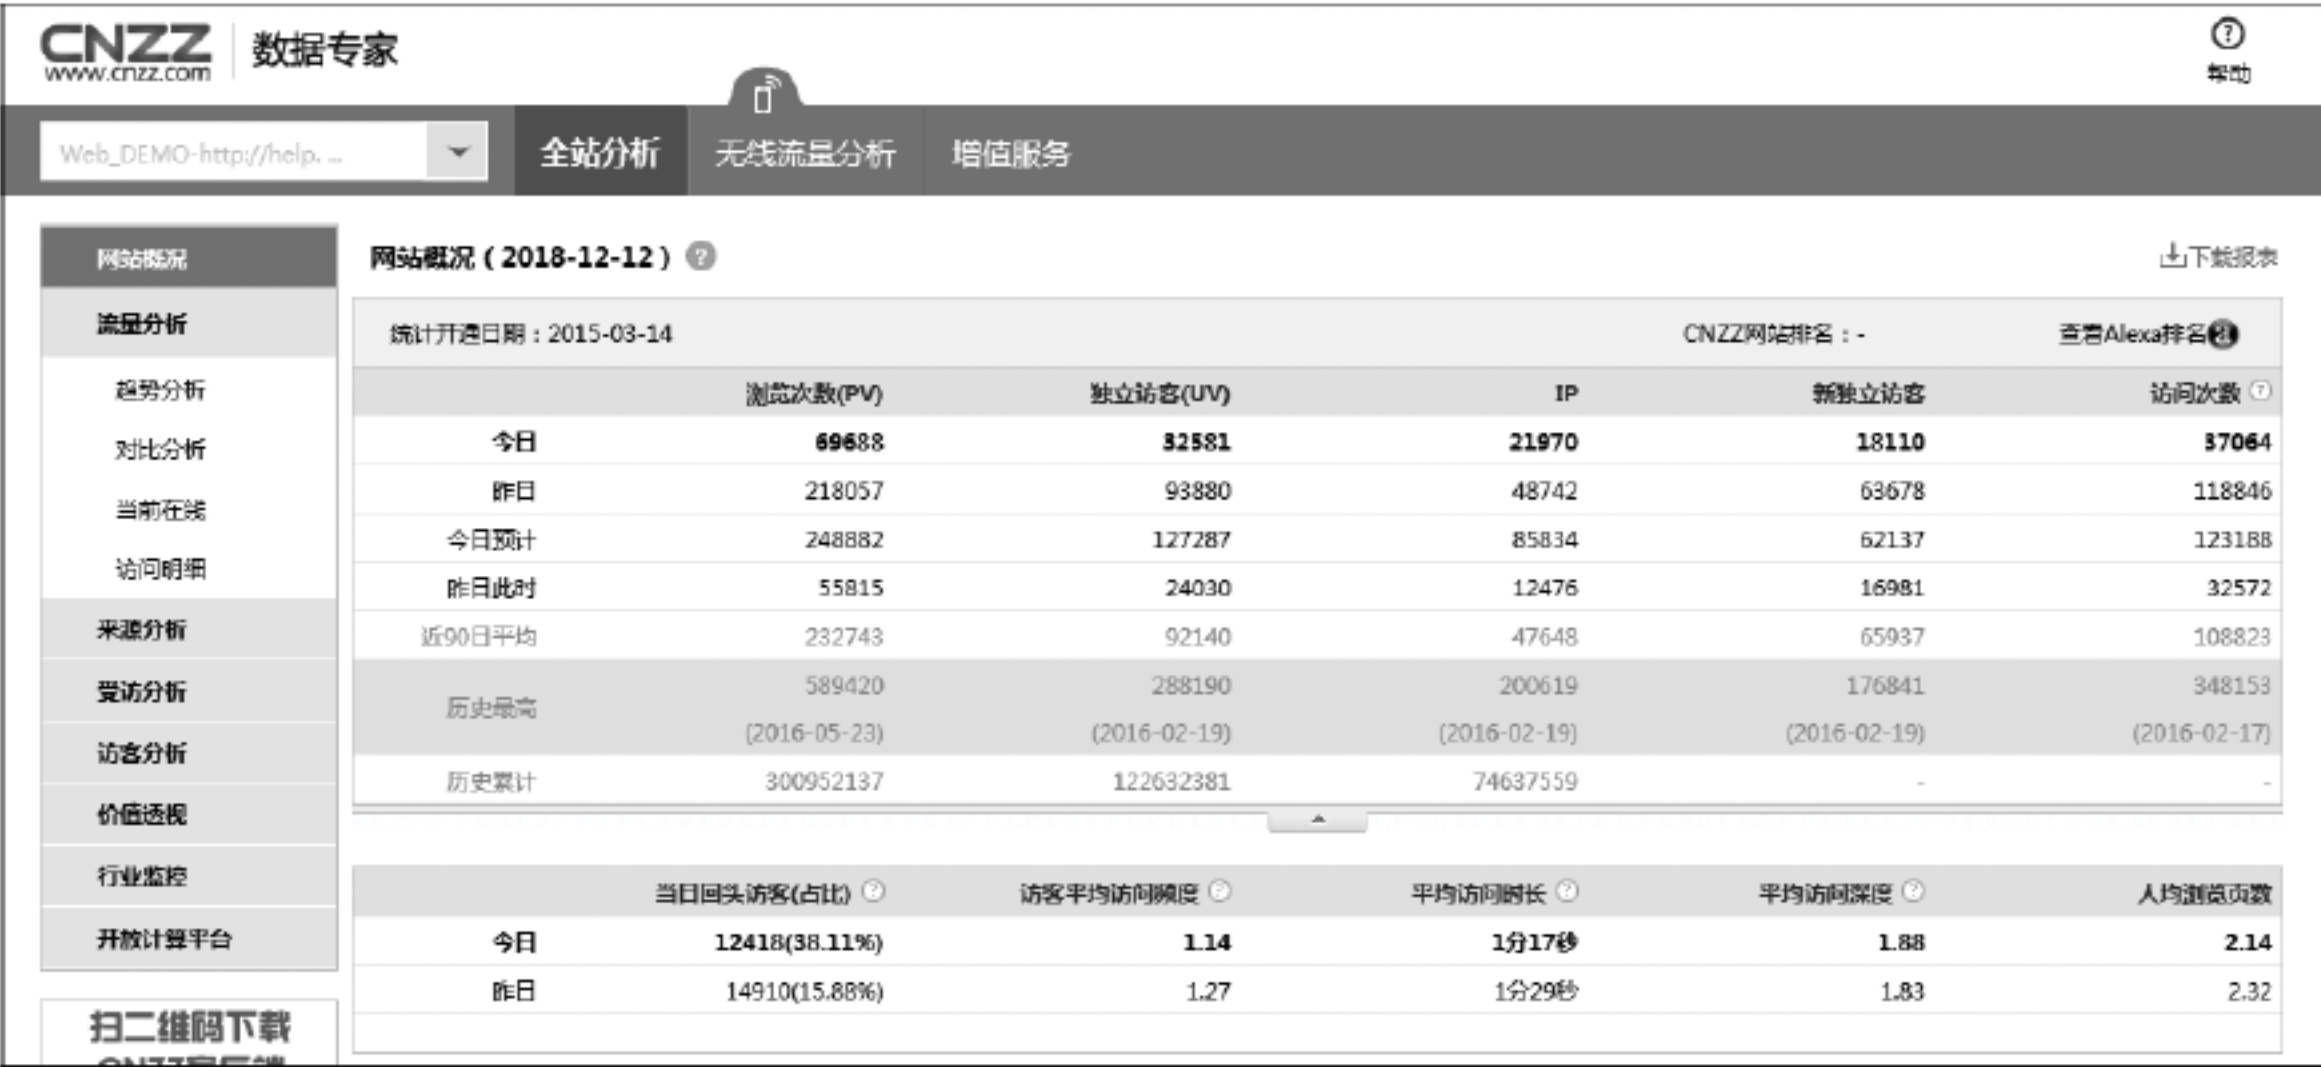 CNZZ
www.cnzz.com
数据专家
帮助
Web_DEMO-http://help. ...
全站分析
无线流量分析
增值服务
网站概况
流量分析
趋势分析
对比分析
当前在线
访问明细
来源分析
受访分析
访客分析
价值透视
行业监控
开放计算平台
扫二维码下载
CNZZ客户端
网站概况 ( 2018-12-12 ) ?
下载报表
统计开通日期：2015-03-14 CNZZ网站排名：- 查看Alexa排名
浏览次数(PV) 独立访客(UV) IP 新独立访客 访问次数 ?
今日 69688 32581 21970 18110 37064
昨日 218057 93880 48742 63678 118846
今日预计 248882 127287 85834 62137 123188
昨日此时 55815 24030 12476 16981 32572
近90日平均 232743 92140 47648 65937 108823
历史最高 589420 288190 200619 176841 348153
(2016-05-23) (2016-02-19) (2016-02-19) (2016-02-19) (2016-02-17)
历史累计 300952137 122632381 74637559 - -
当日回头访客(占比) ? 访客平均访问频度 ? 平均访问时长 ? 平均访问深度 ? 人均浏览页数
今日 12418(38.11%) 1.14 1分17秒 1.88 2.14
昨日 14910(15.88%) 1.27 1分29秒 1.83 2.32